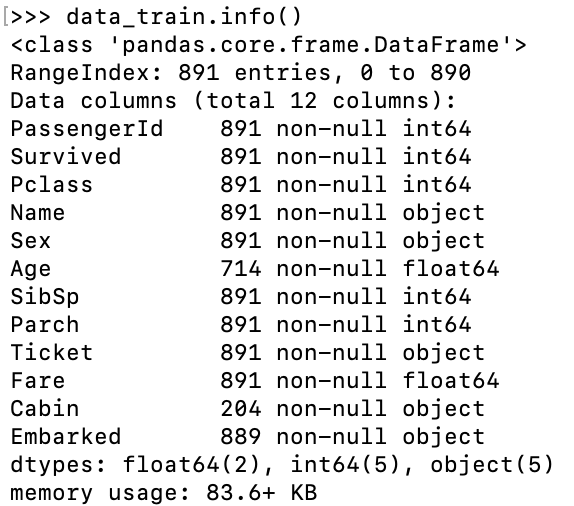 [>>> data_train.info()
<class 'pandas.core.frame.DataFrame'>
RangeIndex: 891 entries, 0 to 890
Data columns (total 12 columns):
PassengerId    891 non-null int64
Survived       891 non-null int64
Pclass         891 non-null int64
Name           891 non-null object
Sex            891 non-null object
Age            714 non-null float64
SibSp          891 non-null int64
Parch          891 non-null int64
Ticket         891 non-null object
Fare           891 non-null float64
Cabin          204 non-null object
Embarked       889 non-null object
dtypes: float64(2), int64(5), object(5)
memory usage: 83.6+ KB